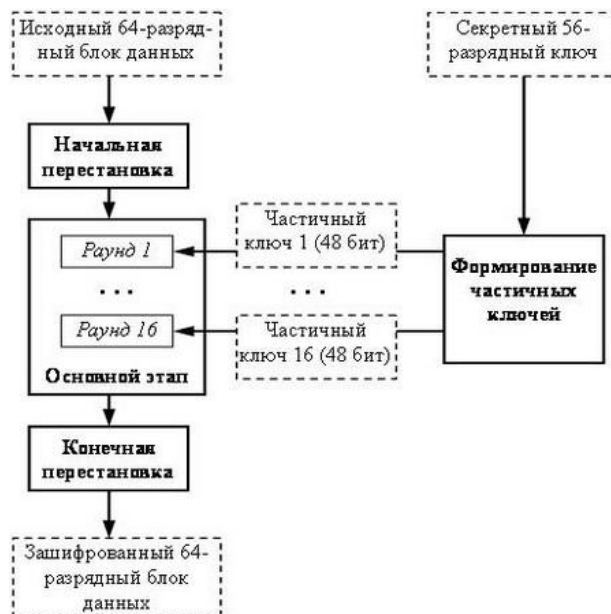 Исходный 64-разряд-
ный блок данных
Секретный 56-
разрядный ключ
Начальная
перестановка
Частичный
ключ 1 (48 бит)
Раунд 1
Формирование
частичных
ключей
. . .
. . .
Раунд 16
Частичный
ключ 16 (48 бит)
Основной этап
Конечная
перестановка
Зашифрованный 64-
разрядный блок
данных